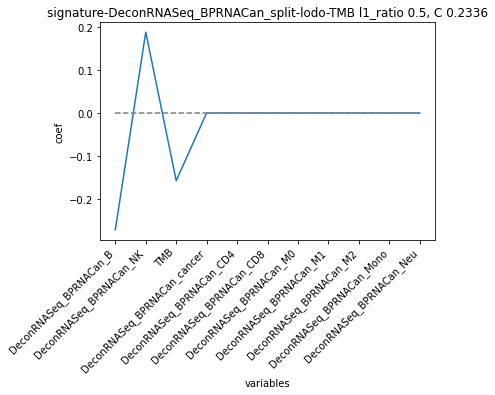 signature-DeconRNASeq_BPRNACan_split-lodo-TMB l1_ratio 0.5, C 0.2336
0.2
0.1
0.0
−0.1
−0.2
coef
DeconRNASeq_BPRNACan_B
DeconRNASeq_BPRNACan_NK
TMB
DeconRNASeq_BPRNACan_cancer
DeconRNASeq_BPRNACan_CD4
DeconRNASeq_BPRNACan_CD8
DeconRNASeq_BPRNACan_M0
DeconRNASeq_BPRNACan_M1
DeconRNASeq_BPRNACan_M2
DeconRNASeq_BPRNACan_Mono
DeconRNASeq_BPRNACan_Neu
variables